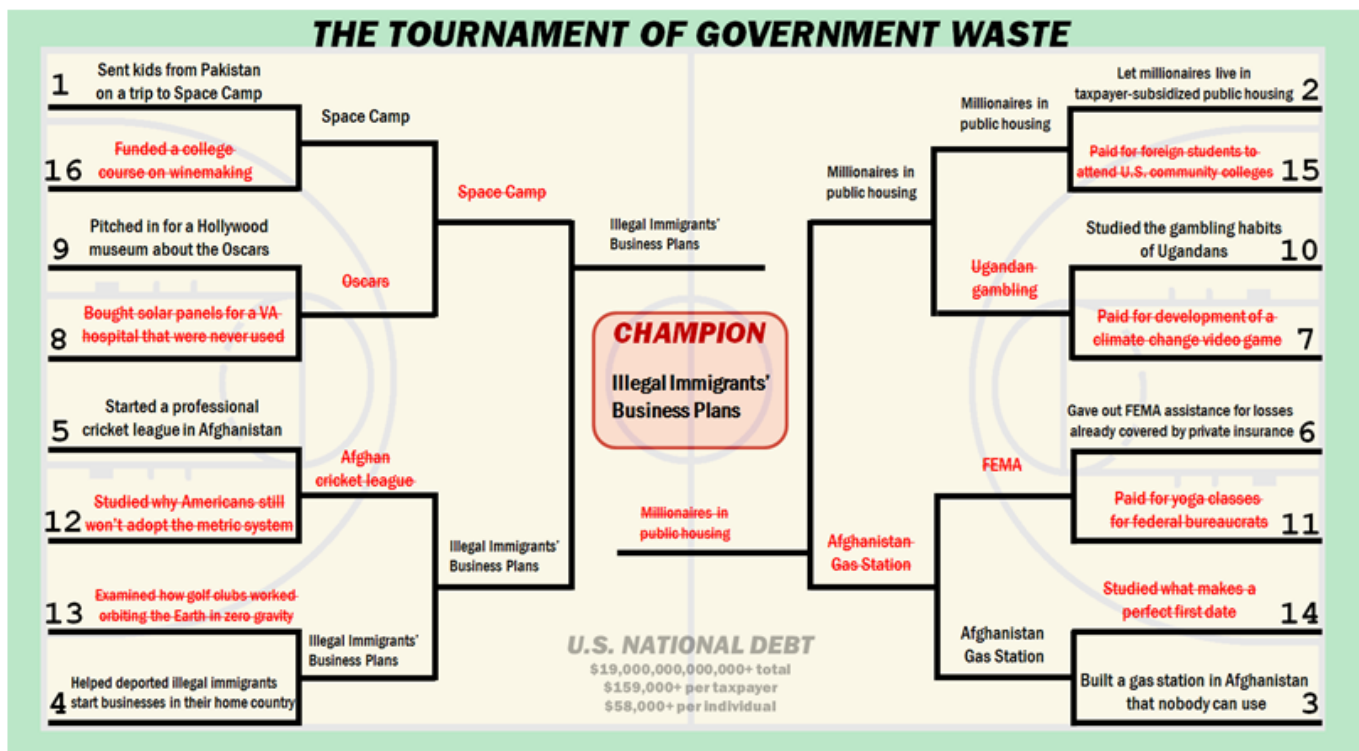 THE TOURNAMENT OF GOVERNMENT WASTE
1
Sent kids from Pakistan
on a trip to Space Camp
16
Funded a college
course on winemaking
9
Pitched in for a Hollywood
museum about the Oscars
8
Bought solar panels for a VA
hospital that were never used
5
Started a professional
cricket league in Afghanistan
12
Studied why Americans still
won't adopt the metric system
13
Examined how golf clubs worked
orbiting the Earth in zero gravity
4
Helped deported illegal immigrants
start businesses in their home country
Space Camp
Oscars
Afghan
cricket league
Illegal Immigrants'
Business Plans
Space Camp
Illegal Immigrants'
Business Plans
Illegal Immigrants'
Business Plans
CHAMPION
Illegal Immigrants'
Business Plans
Millionaires in
public housing
U.S. NATIONAL DEBT
$19,000,000,000,000+ total
$159,000+ per taxpayer
$58,000+ per individual
Millionaires in
public housing
Afghanistan
Gas Station
Millionaires in
public housing
Ugandan
gambling
FEMA
Afghanistan
Gas Station
Let millionaires live in
taxpayer-subsidized public housing
2
Paid for foreign students to
attend U.S. community colleges
15
Studied the gambling habits
of Ugandans
10
Paid for development of a
climate change video game
7
Gave out FEMA assistance for losses
already covered by private insurance
6
Paid for yoga classes
for federal bureaucrats
11
Studied what makes a
perfect first date
14
Built a gas station in Afghanistan
that nobody can use
3